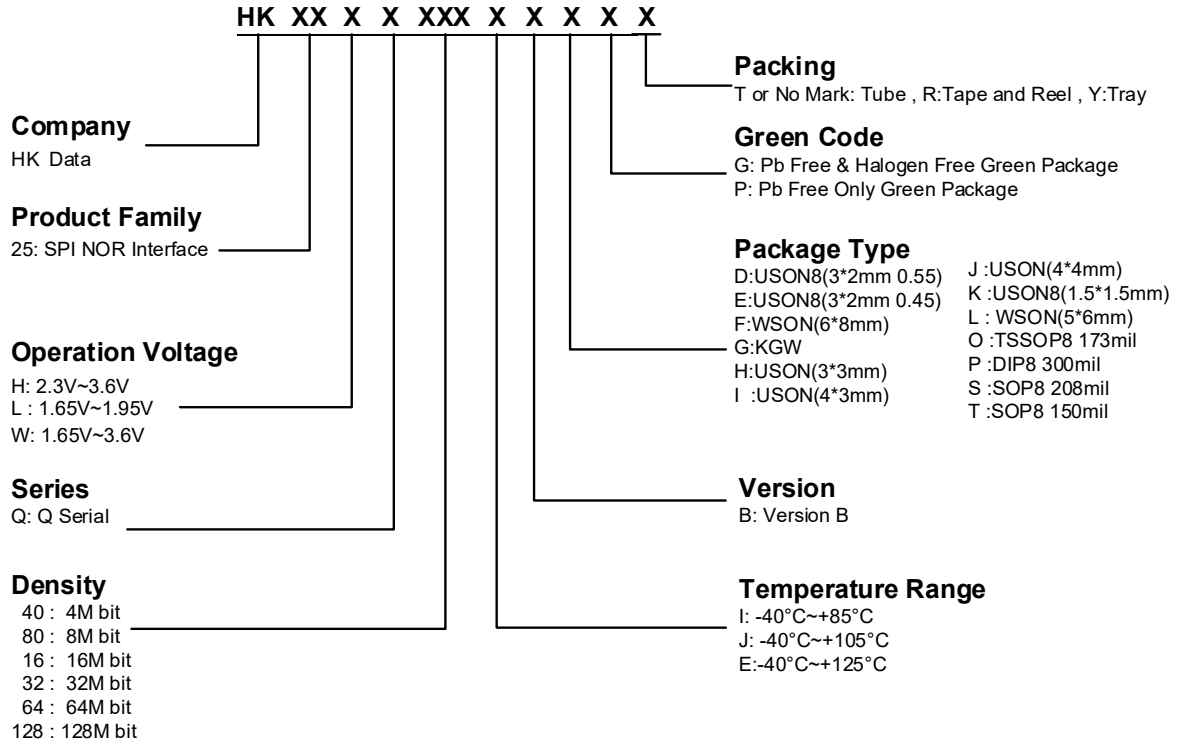 HK XX X X XXX X X X X X
Company
HK Data
Product Family
25: SPI NOR Interface
Operation Voltage
H: 2.3V~3.6V
L : 1.65V~1.95V
W: 1.65V~3.6V
Series
Q: Q Serial
Density
40 : 4M bit
80 : 8M bit
16 : 16M bit
32 : 32M bit
64 : 64M bit
128 : 128M bit
Packing
T or No Mark: Tube , R:Tape and Reel , Y:Tray
Green Code
G: Pb Free & Halogen Free Green Package
P: Pb Free Only Green Package
Package Type
D:USON8(3*2mm 0.55)
E:USON8(3*2mm 0.45)
F:WSON(6*8mm)
G:KGW
H:USON(3*3mm)
I :USON(4*3mm)
J :USON(4*4mm)
K :USON8(1.5*1.5mm)
L : WSON(5*6mm)
O :TSSOP8 173mil
P :DIP8 300mil
S :SOP8 208mil
T :SOP8 150mil
Version
B: Version B
Temperature Range
I: -40°C~+85°C
J: -40°C~+105°C
E:-40°C~+125°C